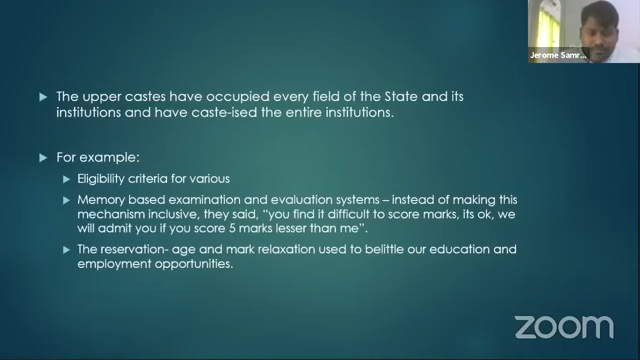 Jerome Samr...
The upper castes have occupied every field of the State and its
institutions and have caste-ised the entire institutions.
For example:
Eligibility criteria for various
Memory based examination and evaluation systems – instead of making this
mechanism inclusive, they said, "you find it difficult to score marks, its ok, we
will admit you if you score 5 marks lesser than me".
The reservation- age and mark relaxation used to belittle our education and
employment opportunities.
zoom